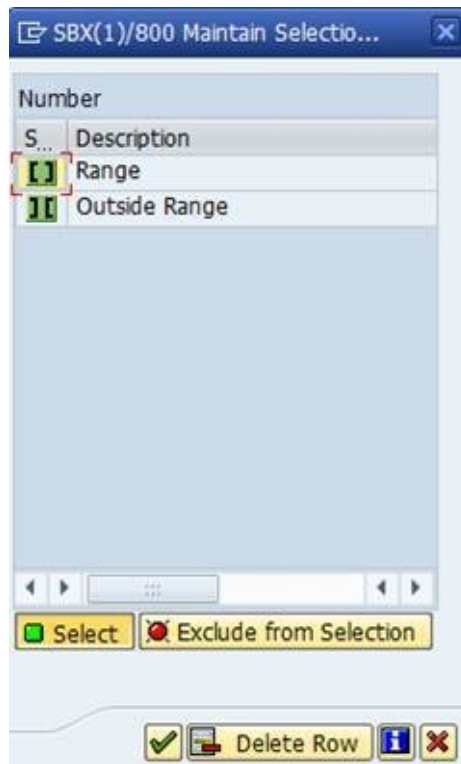 SBX(1)/800 Maintain Selectio...
Number
S... Description
[ ] Range
] [ Outside Range
Select Exclude from Selection
Delete Row i